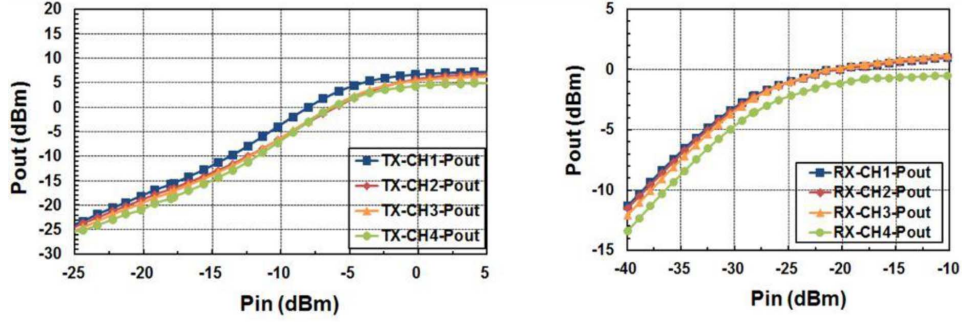 20
15
10
5
0
-5
-10
-15
-20
-25
-30
Pout (dBm)
TX-CH1-Pout
TX-CH2-Pout
TX-CH3-Pout
TX-CH4-Pout
-25 -20 -15 -10 -5 0 5
Pin (dBm)
5
0
-5
-10
-15
Pout (dBm)
RX-CH1-Pout
RX-CH2-Pout
RX-CH3-Pout
RX-CH4-Pout
-40 -35 -30 -25 -20 -15 -10
Pin (dBm)